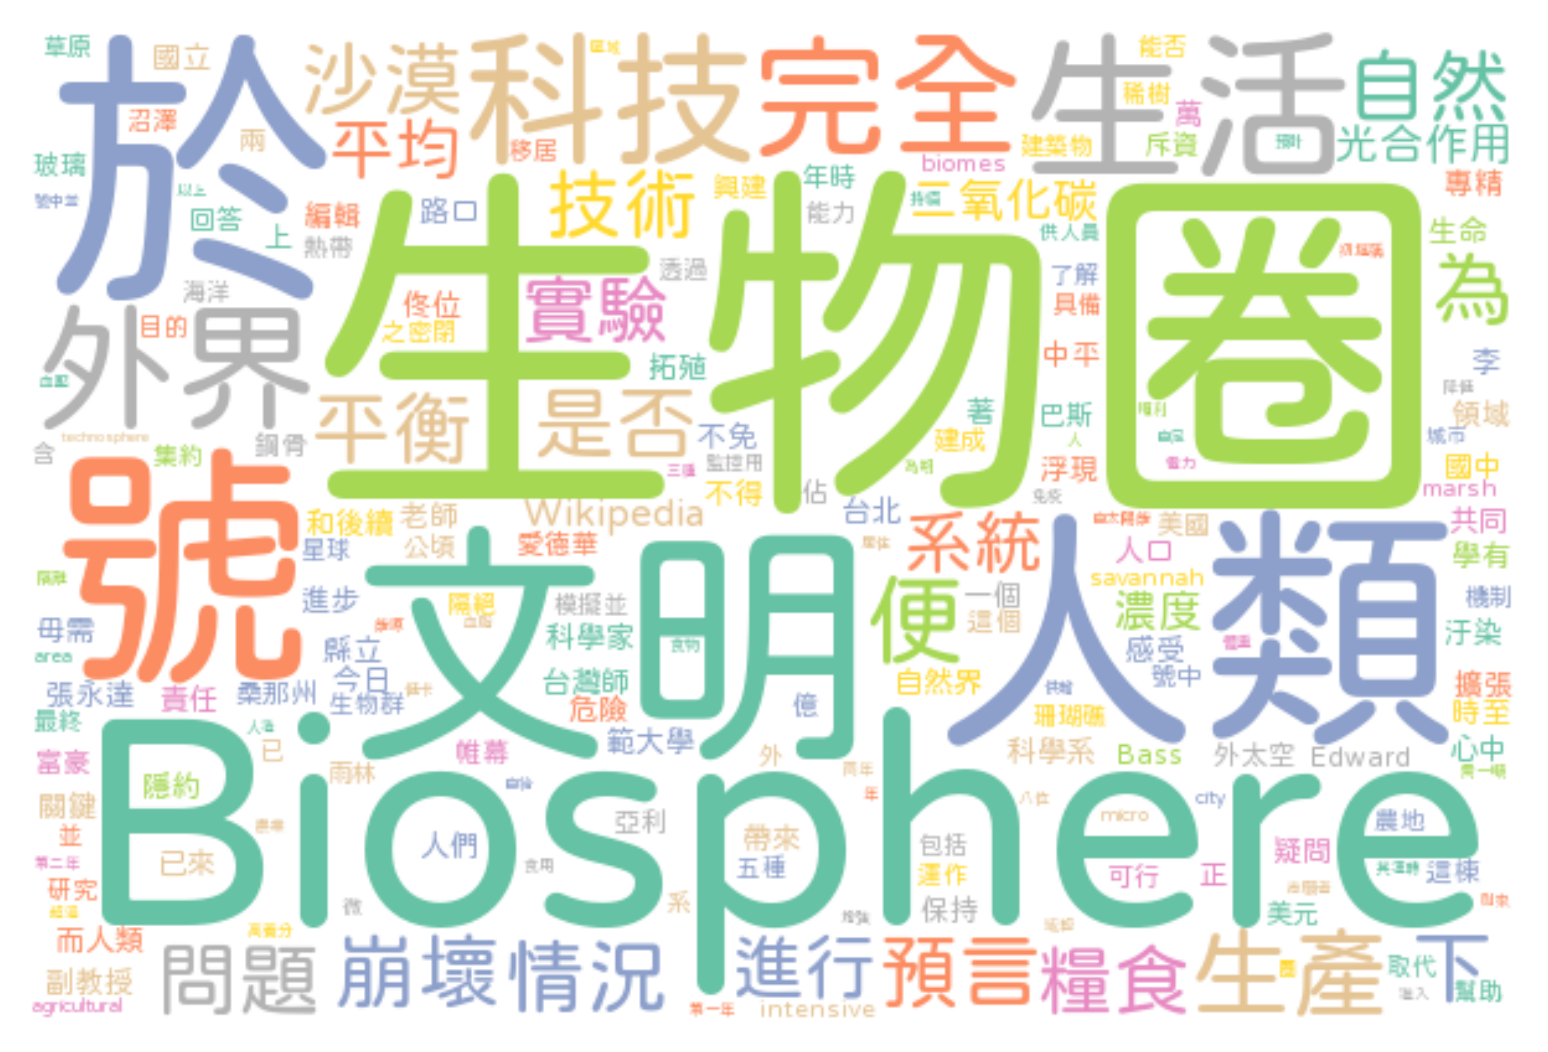 草原
國立
沙漠
科技
完全
生活
能否
自然
於
沼澤
兩
平均
移居
稀樹
萬
建築物
斥資
光合作用
玻璃
回答
上
編輯
熱帶
路口
技術
興建
年時
能力
biomes
二氧化碳
供人員
專精
生命
海洋
目的
外界
生物圈
佟位
之密閉
實驗
透過
了解
具備
為
拓殖
中平
李
平衡
是否
不免
監控用
不得
著
建成
巴斯
浮現
領域
城市
國中
marsh
technosphere
含
集約
鋼骨
號
和後續
老師
公頃
Wikipedia
愛德華
佔
台北
系統
美國
人口
共同
學有
星球
進步
隔絕
文明
模擬並
科學家
便
一個
這個
人類
savannah
濃度
感受
號中
機制
汙染
毋需
area
縣立
今日
生物群
張永達
責任
桑那州
台灣師
危險
範大學
億
自然界
珊瑚礁
擴張
時至
最終
富豪
已
雨林
帷幕
外
科學系
Bass
外太空
Edward
心中
Biosphere
隱約
關鍵
並
已來
人們
亞利
帶來
五種
micro
city
包括
運作
保持
可行
正
疑問
農地
這棟
美元
第二年
研究
食用
微
系
而人類
副教授
agricultural
問題
崩壞
情況
進行
第一年
intensive
預言
糧食
生產
下
取代
幫助